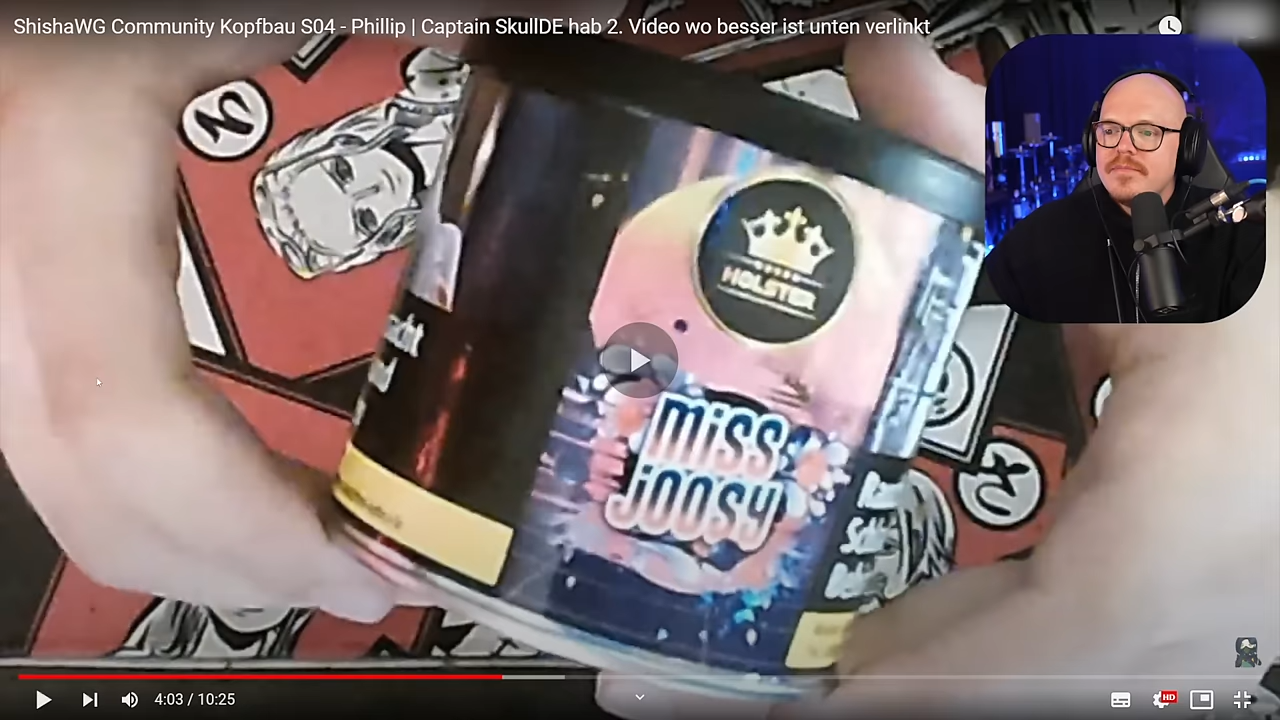 ShishaWG Community Kopfbau S04 - Phillip | Captain SkullDE hab 2. Video wo besser ist unten verlinkt
HOLSTER
miss
joosy
4:03 / 10:25
HD